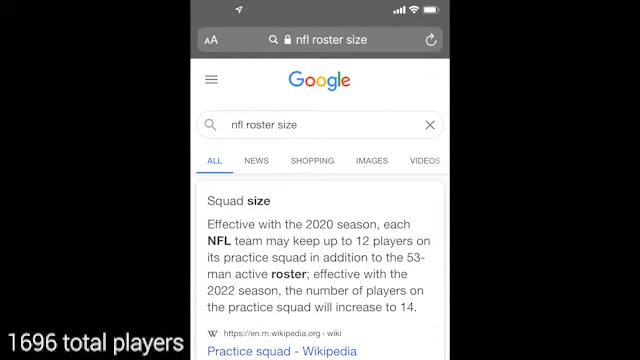 AA nfl roster size
Google
nfl roster size
ALL NEWS SHOPPING IMAGES VIDEOS
Squad size
Effective with the 2020 season, each
NFL team may keep up to 12 players on
its practice squad in addition to the 53-
man active roster; effective with the
2022 season, the number of players on
the practice squad will increase to 14.
W https://en.m.wikipedia.org › wiki
Practice squad - Wikipedia
1696 total players